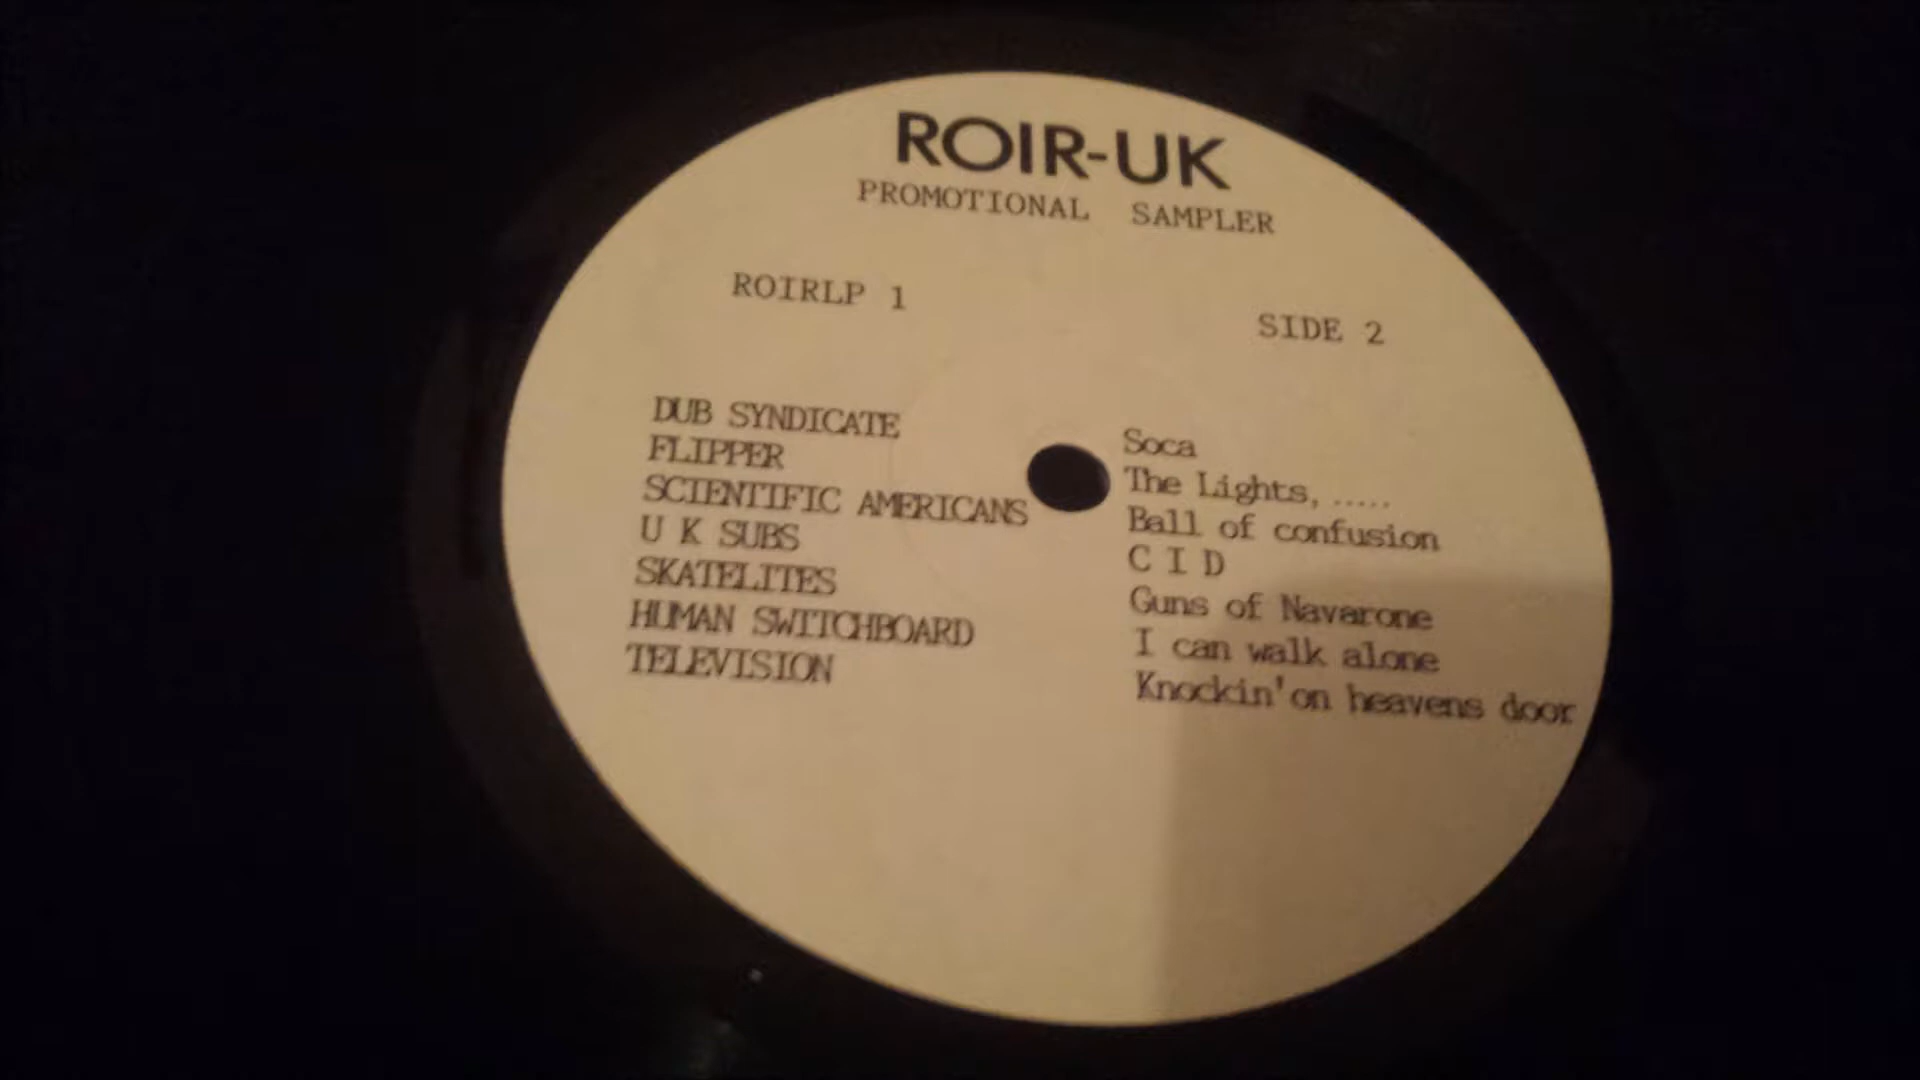 ROIR-UK
PROMOTIONAL SAMPLER
ROIRLP 1 SIDE 2
DUB SYNDICATE Soca
FLIPPER The Lights, .....
SCIENTIFIC AMERICANS Ball of confusion
U K SUBS C I D
SKATELITES Guns of Navarone
HUMAN SWITCHBOARD I can walk alone
TELEVISION Knockin'on heavens door